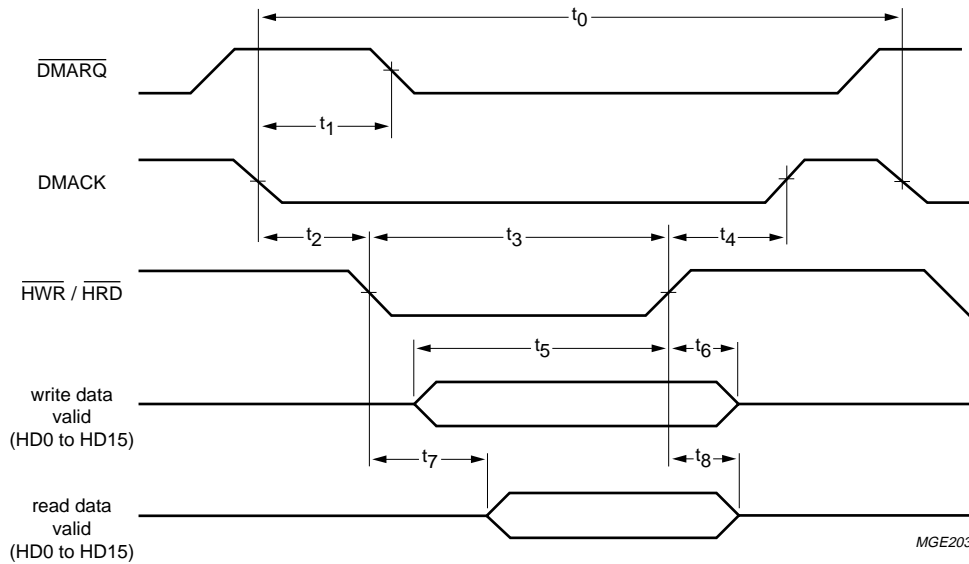 t0
DMARQ
t1
DMACK
t2
t3
t4
HWR / HRD
t5
t6
write data
valid
(HD0 to HD15)
t7
t8
read data
valid
(HD0 to HD15)
MGE203